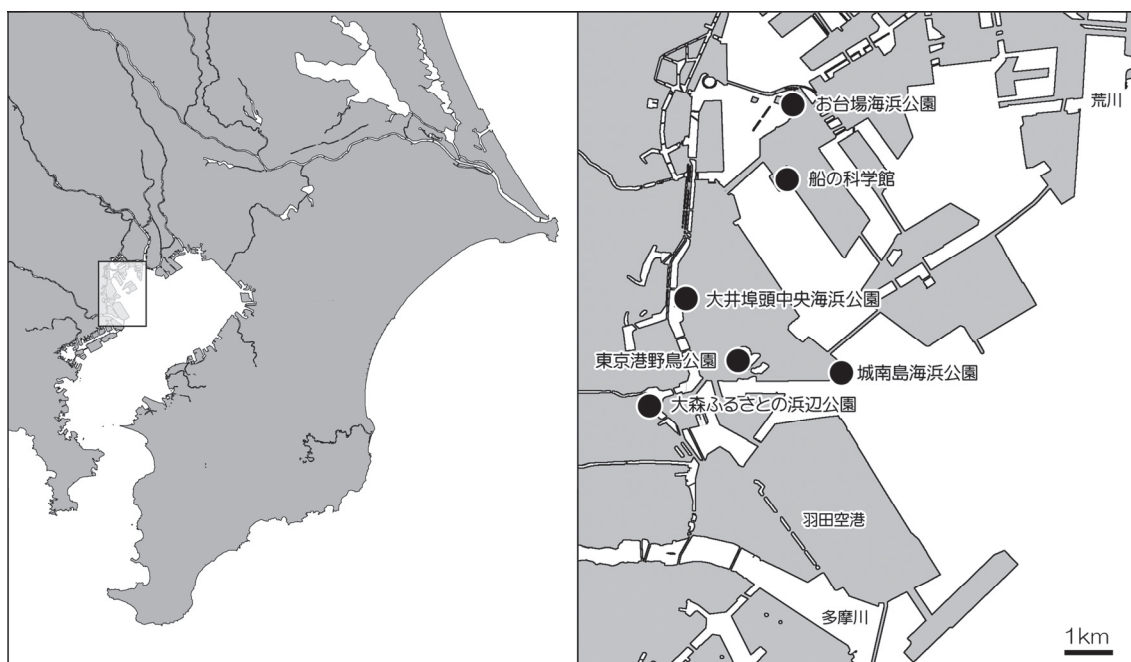 お台場海浜公園
荒川
船の科学館
大井埠頭中央海浜公園
東京港野鳥公園
城南島海浜公園
大森ふるさとの浜辺公園
羽田空港
多摩川
1km